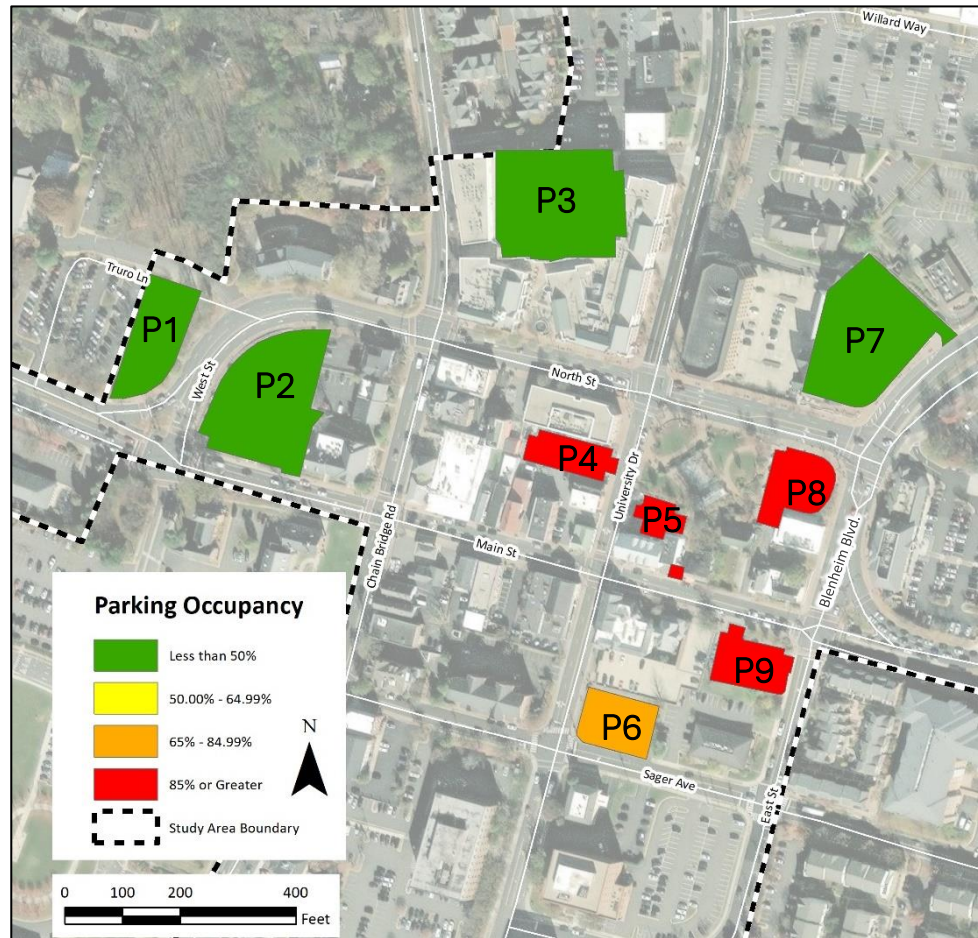 Willard Way
P3
Truro Ln
P1
West St
P2
North St
P7
P4
University Dr
P5
P8
Chain Bridge Rd
Main St
Blenheim Blvd.
P9
P6
Sager Ave
East St
Parking Occupancy
Less than 50%
50.00% - 64.99%
65% - 84.99%
85% or Greater
Study Area Boundary
N
0 100 200 400
Feet